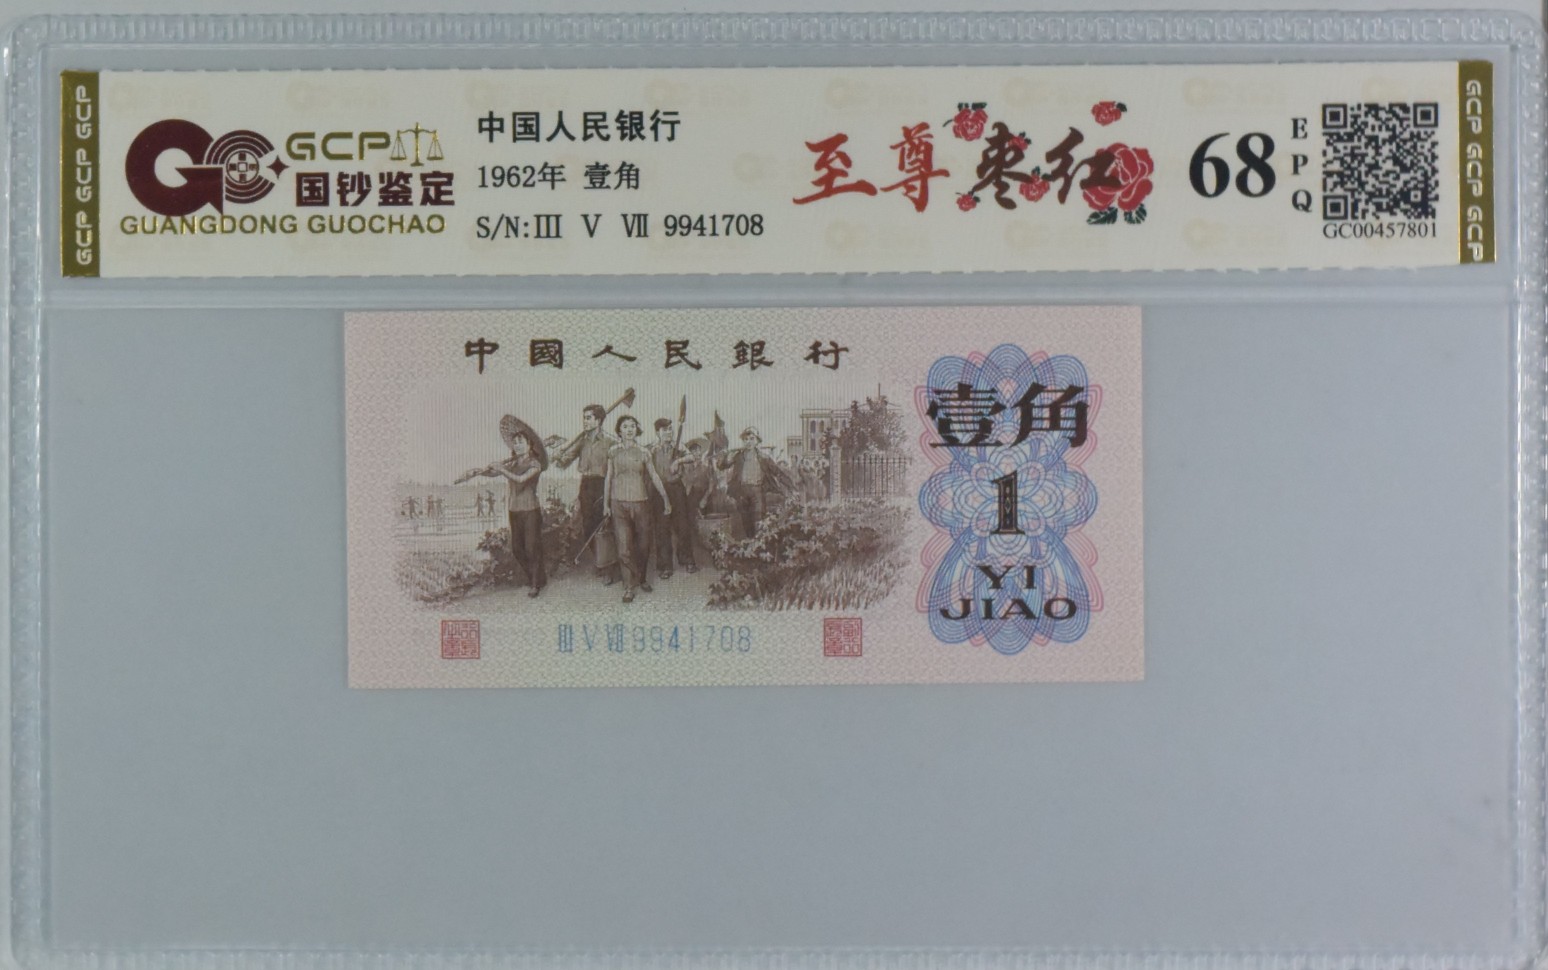 GCP GCP GCP
GCP
国钞鉴定
GUANGDONG GUOCHAO
中国人民银行
1962年 壹角
S/N:Ⅲ Ⅴ Ⅶ 9941708
至尊枣红
68
EPQ
GC00457801
GCP GCP GCP
中國人民銀行
壹角
1
YI
JIAO
Ⅲ Ⅴ Ⅶ 9941708